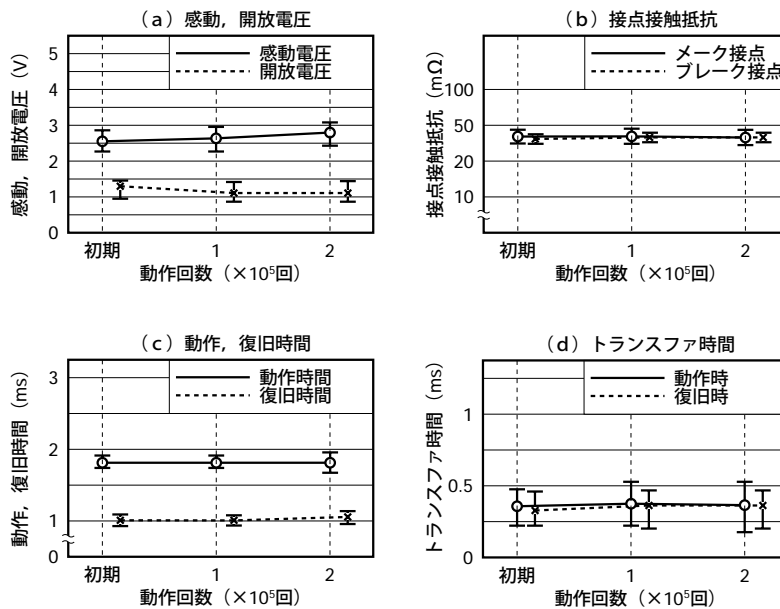 (a) 感動，開放電圧
感動電圧
開放電圧
感動，開放電圧（V）
5
4
3
2
1
0
初期
1
2
動作回数（×10⁵回）
(b) 接点接触抵抗
メーク接点
ブレーク接点
接点接触抵抗（mΩ）
100
50
20
10
初期
1
2
動作回数（×10⁵回）
(c) 動作，復旧時間
動作時間
復旧時間
動作，復旧時間（ms）
3
2
1
0
初期
1
2
動作回数（×10⁵回）
(d) トランスファ時間
動作時
復旧時
トランスファ時間（ms）
1
0.5
0
初期
1
2
動作回数（×10⁵回）